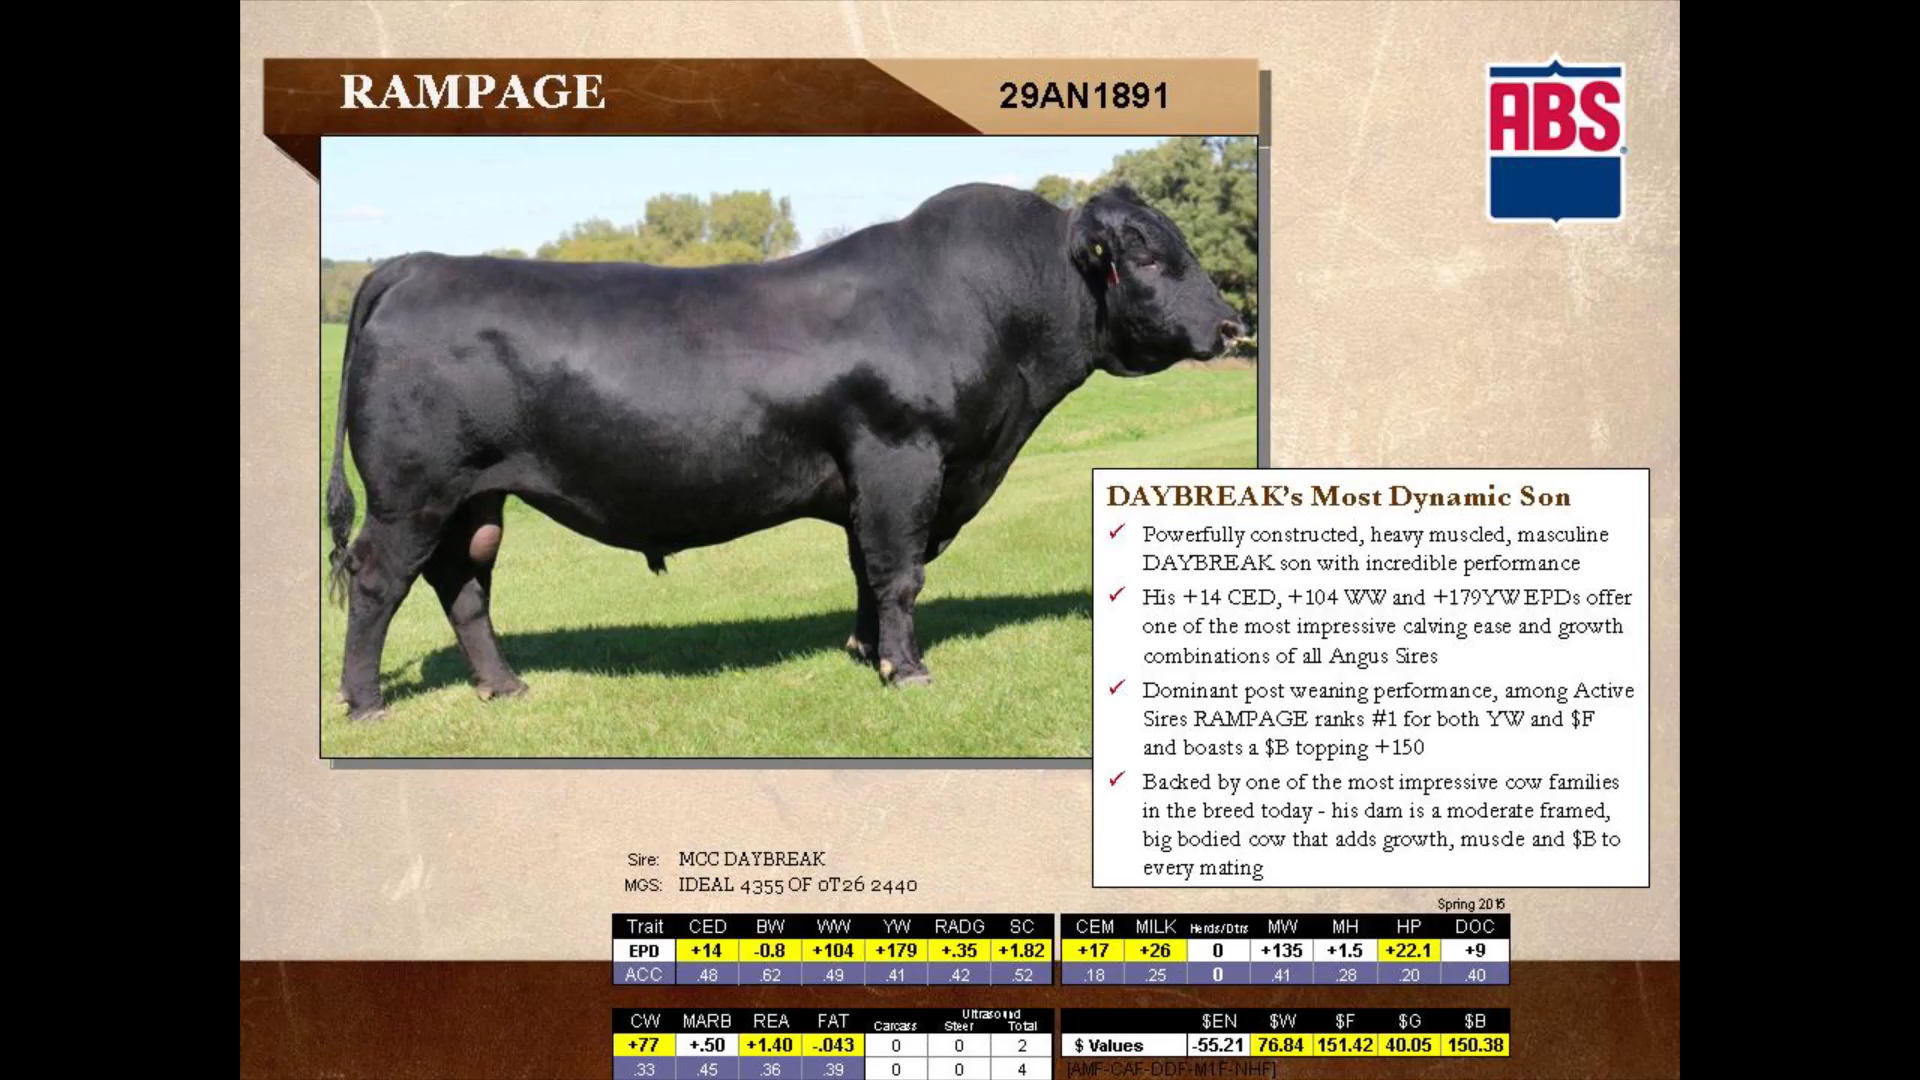 RAMPAGE
29AN1891
ABS
DAYBREAK's Most Dynamic Son
✓ Powerfully constructed, heavy muscled, masculine
DAYBREAK son with incredible performance
✓ His +14 CED, +104 WW and +179YW EPDs offer
one of the most impressive calving ease and growth
combinations of all Angus Sires
✓ Dominant post weaning performance, among Active
Sires RAMPAGE ranks #1 for both YW and $F
and boasts a $B topping +150
✓ Backed by one of the most impressive cow families
in the breed today - his dam is a moderate framed,
big bodied cow that adds growth, muscle and $B to
every mating
Sire: MCC DAYBREAK
MGS: IDEAL 4355 OF 0T26 2440
Spring 2015
Trait CED BW WW YW RADG SC CEM MILK Herds/Dtrs MW MH HP DOC
EPD +14 -0.8 +104 +179 +.35 +1.82 +17 +26 0 +135 +1.5 +22.1 +9
ACC .48 .62 .49 .41 .42 .52 .18 .25 0 .41 .28 .20 .40
Ultrasound
CW MARB REA FAT Carcass Steer Total $EN $W $F $G $B
+77 +.50 +1.40 -.043 0 0 2 $ Values -55.21 76.84 151.42 40.05 150.38
.33 .45 .36 .39 0 0 4 [AMF-CAF-DDF-M1F-NHF]